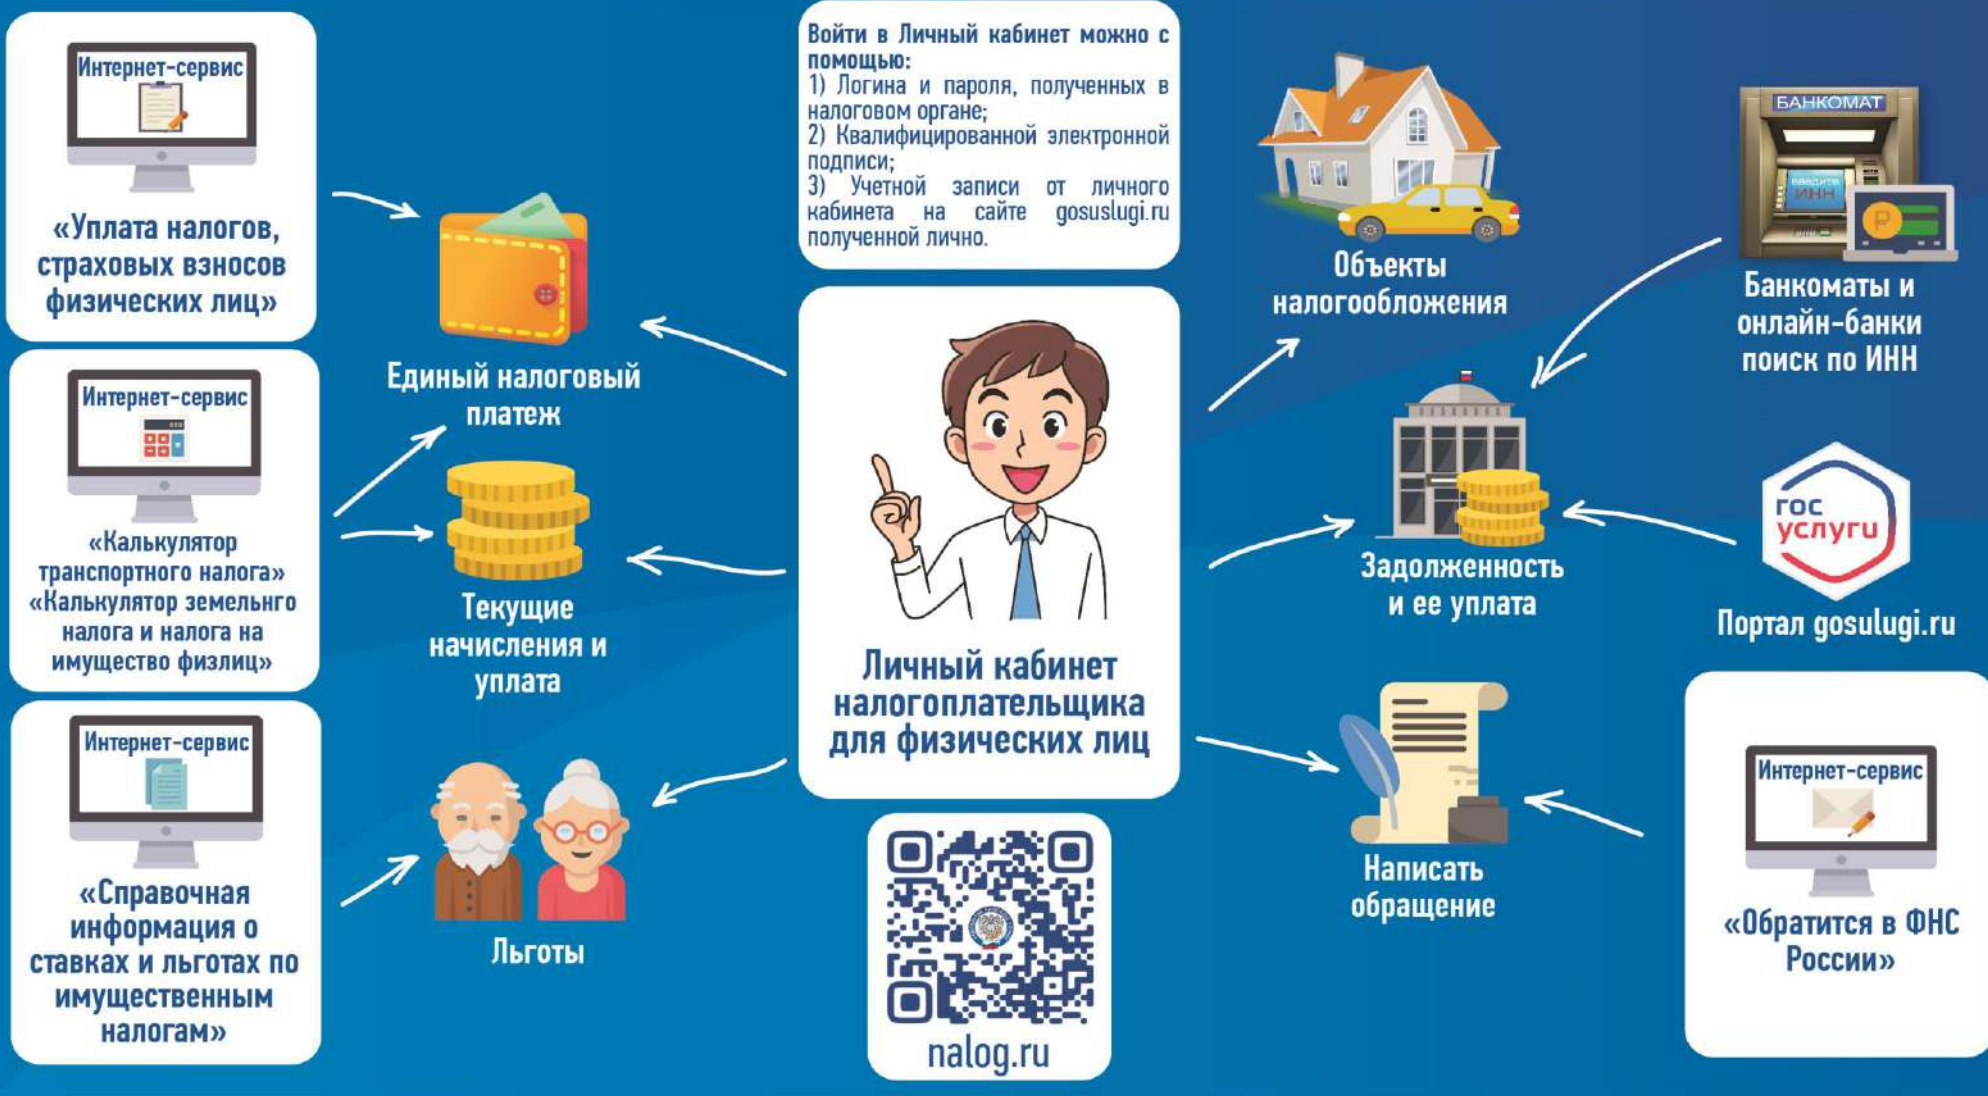 Интернет-сервис
«Уплата налогов,
страховых взносов
физических лиц»
Интернет-сервис
«Калькулятор
транспортного налога»
«Калькулятор земельнго
налога и налога на
имущество физлиц»
Интернет-сервис
«Справочная
информация о
ставках и льготах по
имущественным
налогам»
Единый налоговый
платеж
Текущие
начисления и
уплата
Льготы
Войти в Личный кабинет можно с
помощью:
1) Логина и пароля, полученных в
налоговом органе;
2) Квалифицированной электронной
подписи;
3) Учетной записи от личного
кабинета на сайте gosuslugi.ru
полученной лично.
Личный кабинет
налогоплательщика
для физических лиц
nalog.ru
Объекты
налогообложения
Задолженность
и ее уплата
Написать
обращение
БАНКОМАТ
введите
ИНН
Банкоматы и
онлайн-банки
поиск по ИНН
гос
услуги
Портал gosulugi.ru
Интернет-сервис
«Обратится в ФНС
России»